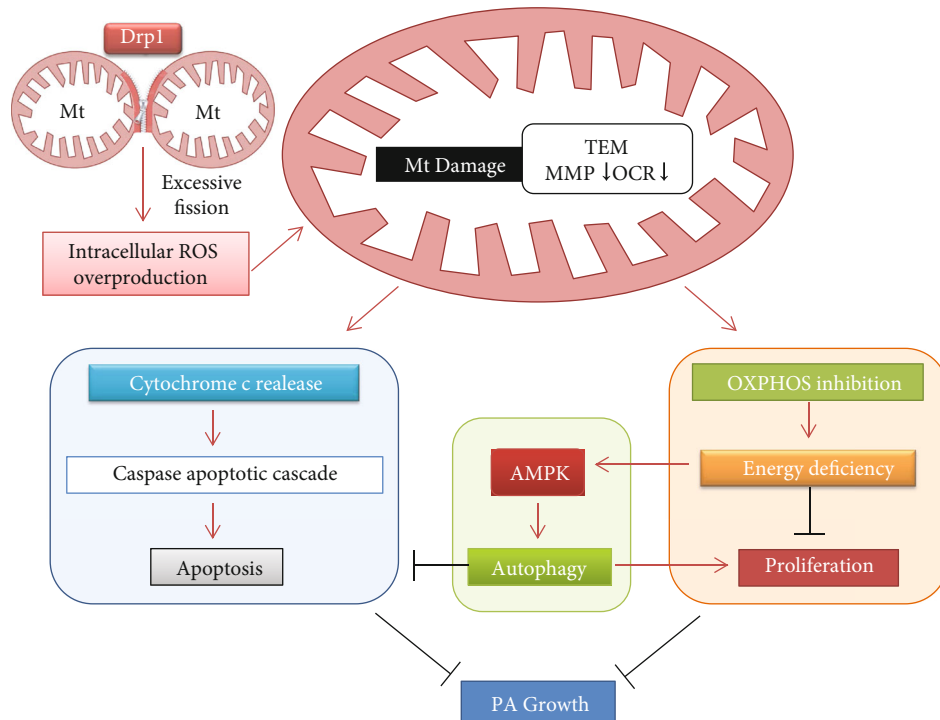 Drp1
Mt
Mt
Excessive
fission
Intracellular ROS
overproduction
Mt Damage
TEM
MMP ↓OCR↓
Cytochrome c realease
Caspase apoptotic cascade
Apoptosis
AMPK
Autophagy
OXPHOS inhibition
Energy deficiency
Proliferation
PA Growth